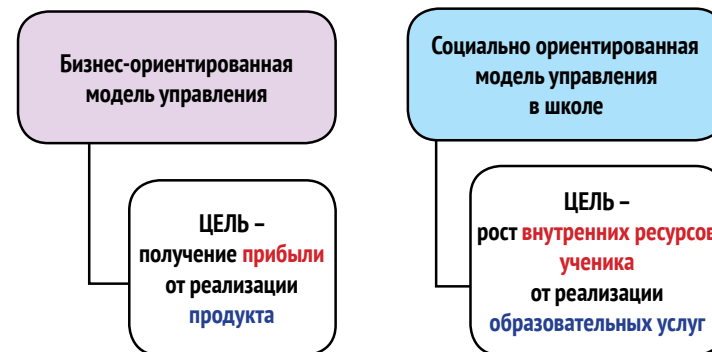 Бизнес-ориентированная
модель управления
ЦЕЛЬ –
получение прибыли
от реализации
продукта
Социально ориентированная
модель управления
в школе
ЦЕЛЬ –
рост внутренних ресурсов
ученика
от реализации
образовательных услуг